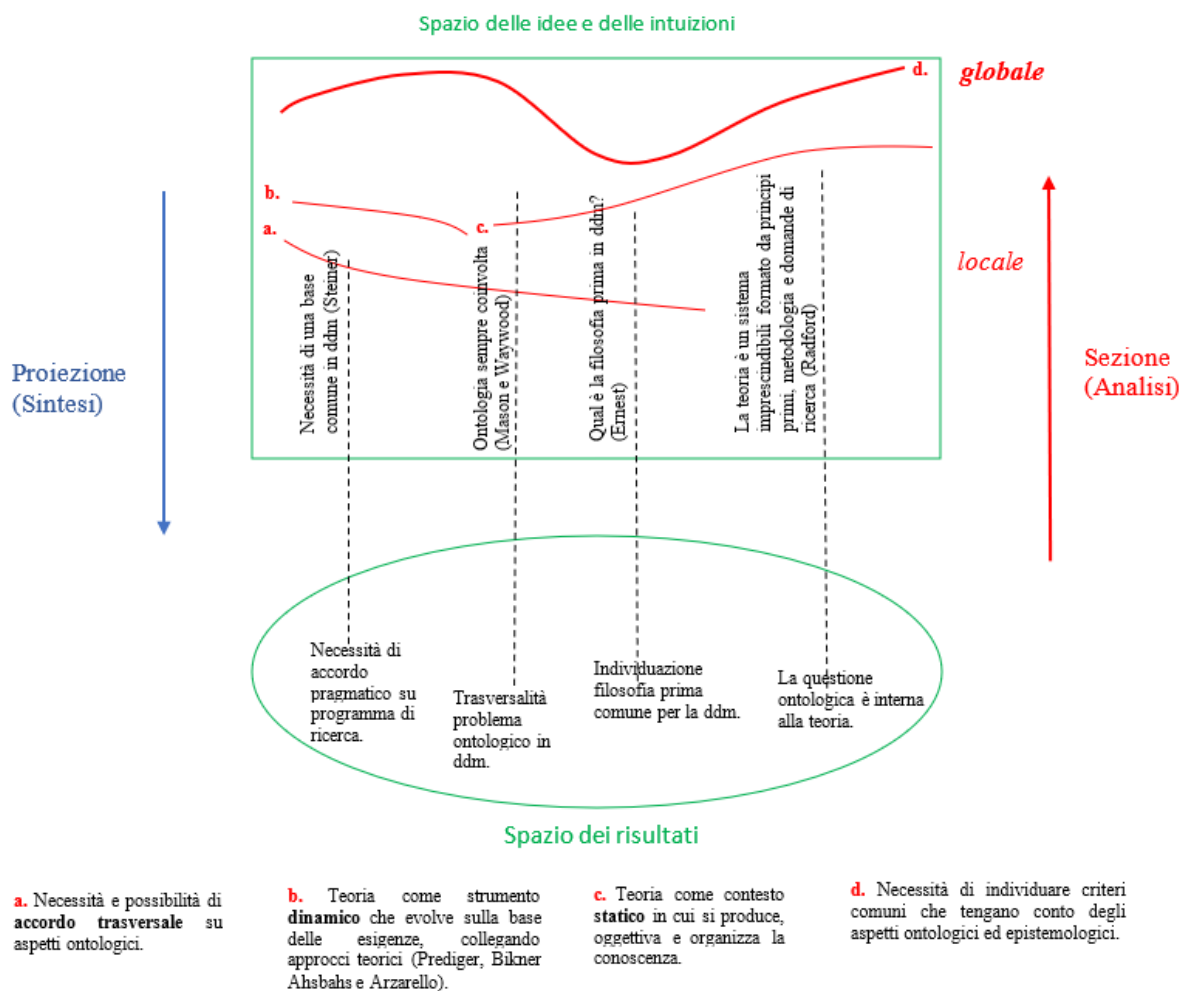 Spazio delle idee e delle intuizioni
d.
globale
b.
a.
c.
locale
Necessità di una base
comune in ddm (Steiner)
Ontologia sempre coinvolta
(Mason e Waywood)
Qual è la filosofia prima in ddm?
(Ernest)
La teoria è un sistema
imprescindibili formato da principi
primi, metodologia e domande di
ricerca (Radford)
Proiezione
(Sintesi)
Sezione
(Analisi)
Necessità di
accordo
pragmatico su
programma di
ricerca.
Trasversalità
problema
ontologico in
ddm.
Individuazione
filosofia prima
comune per la ddm.
La questione
ontologica è interna
alla teoria.
Spazio dei risultati
a. Necessità e possibilità di
accordo trasversale su
aspetti ontologici.
b. Teoria come strumento
dinamico che evolve sulla base
delle esigenze, collegando
approcci teorici (Prediger, Bikner
Ahsbahs e Arzarello).
c. Teoria come contesto
statico in cui si produce,
oggettiva e organizza la
conoscenza.
d. Necessità di individuare criteri
comuni che tengano conto degli
aspetti ontologici ed epistemologici.